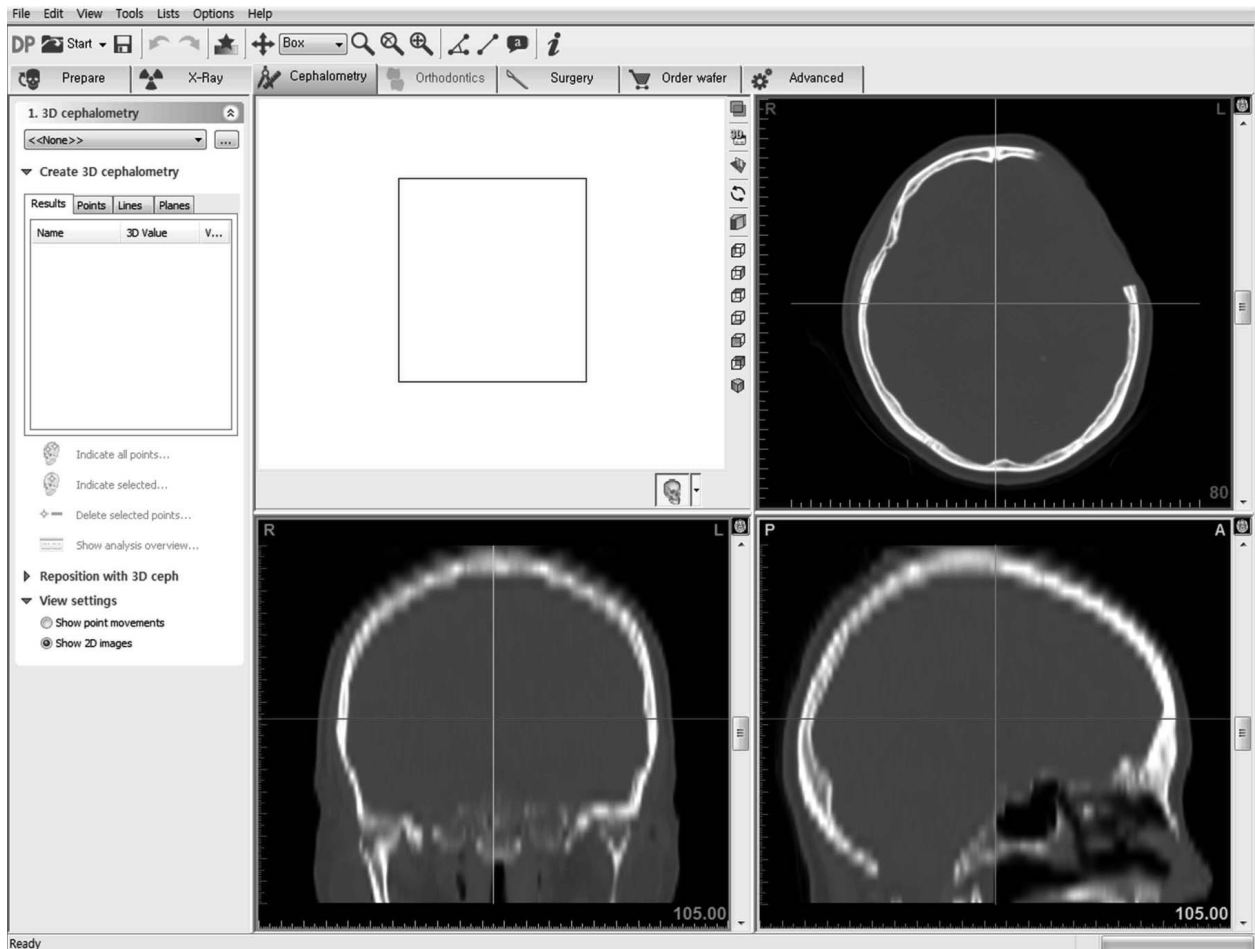 File Edit View Tools Lists Options Help
DP Start Box a i
Prepare X-Ray Cephalometry Orthodontics Surgery Order wafer Advanced
1. 3D cephalometry
<<None>> ...
Create 3D cephalometry
Results Points Lines Planes
Name 3D Value V...
Indicate all points...
Indicate selected...
Delete selected points...
Show analysis overview...
Reposition with 3D ceph
View settings
Show point movements
Show 2D images
3D
R L
80
R L
105.00
P A
105.00
Ready